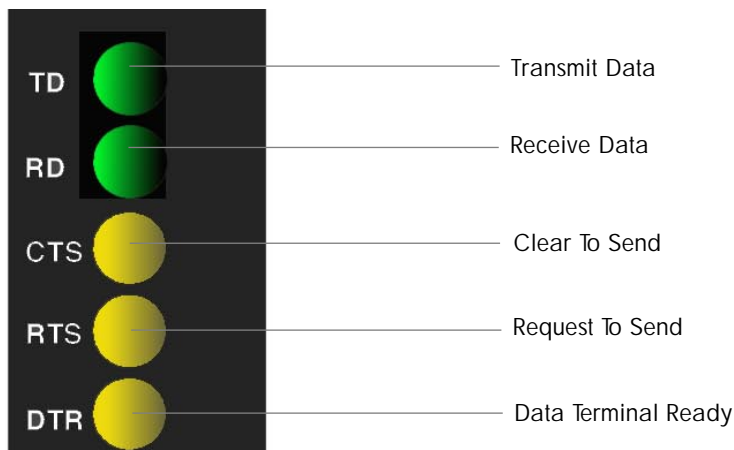 TD Transmit Data
RD Receive Data
CTS Clear To Send
RTS Request To Send
DTR Data Terminal Ready